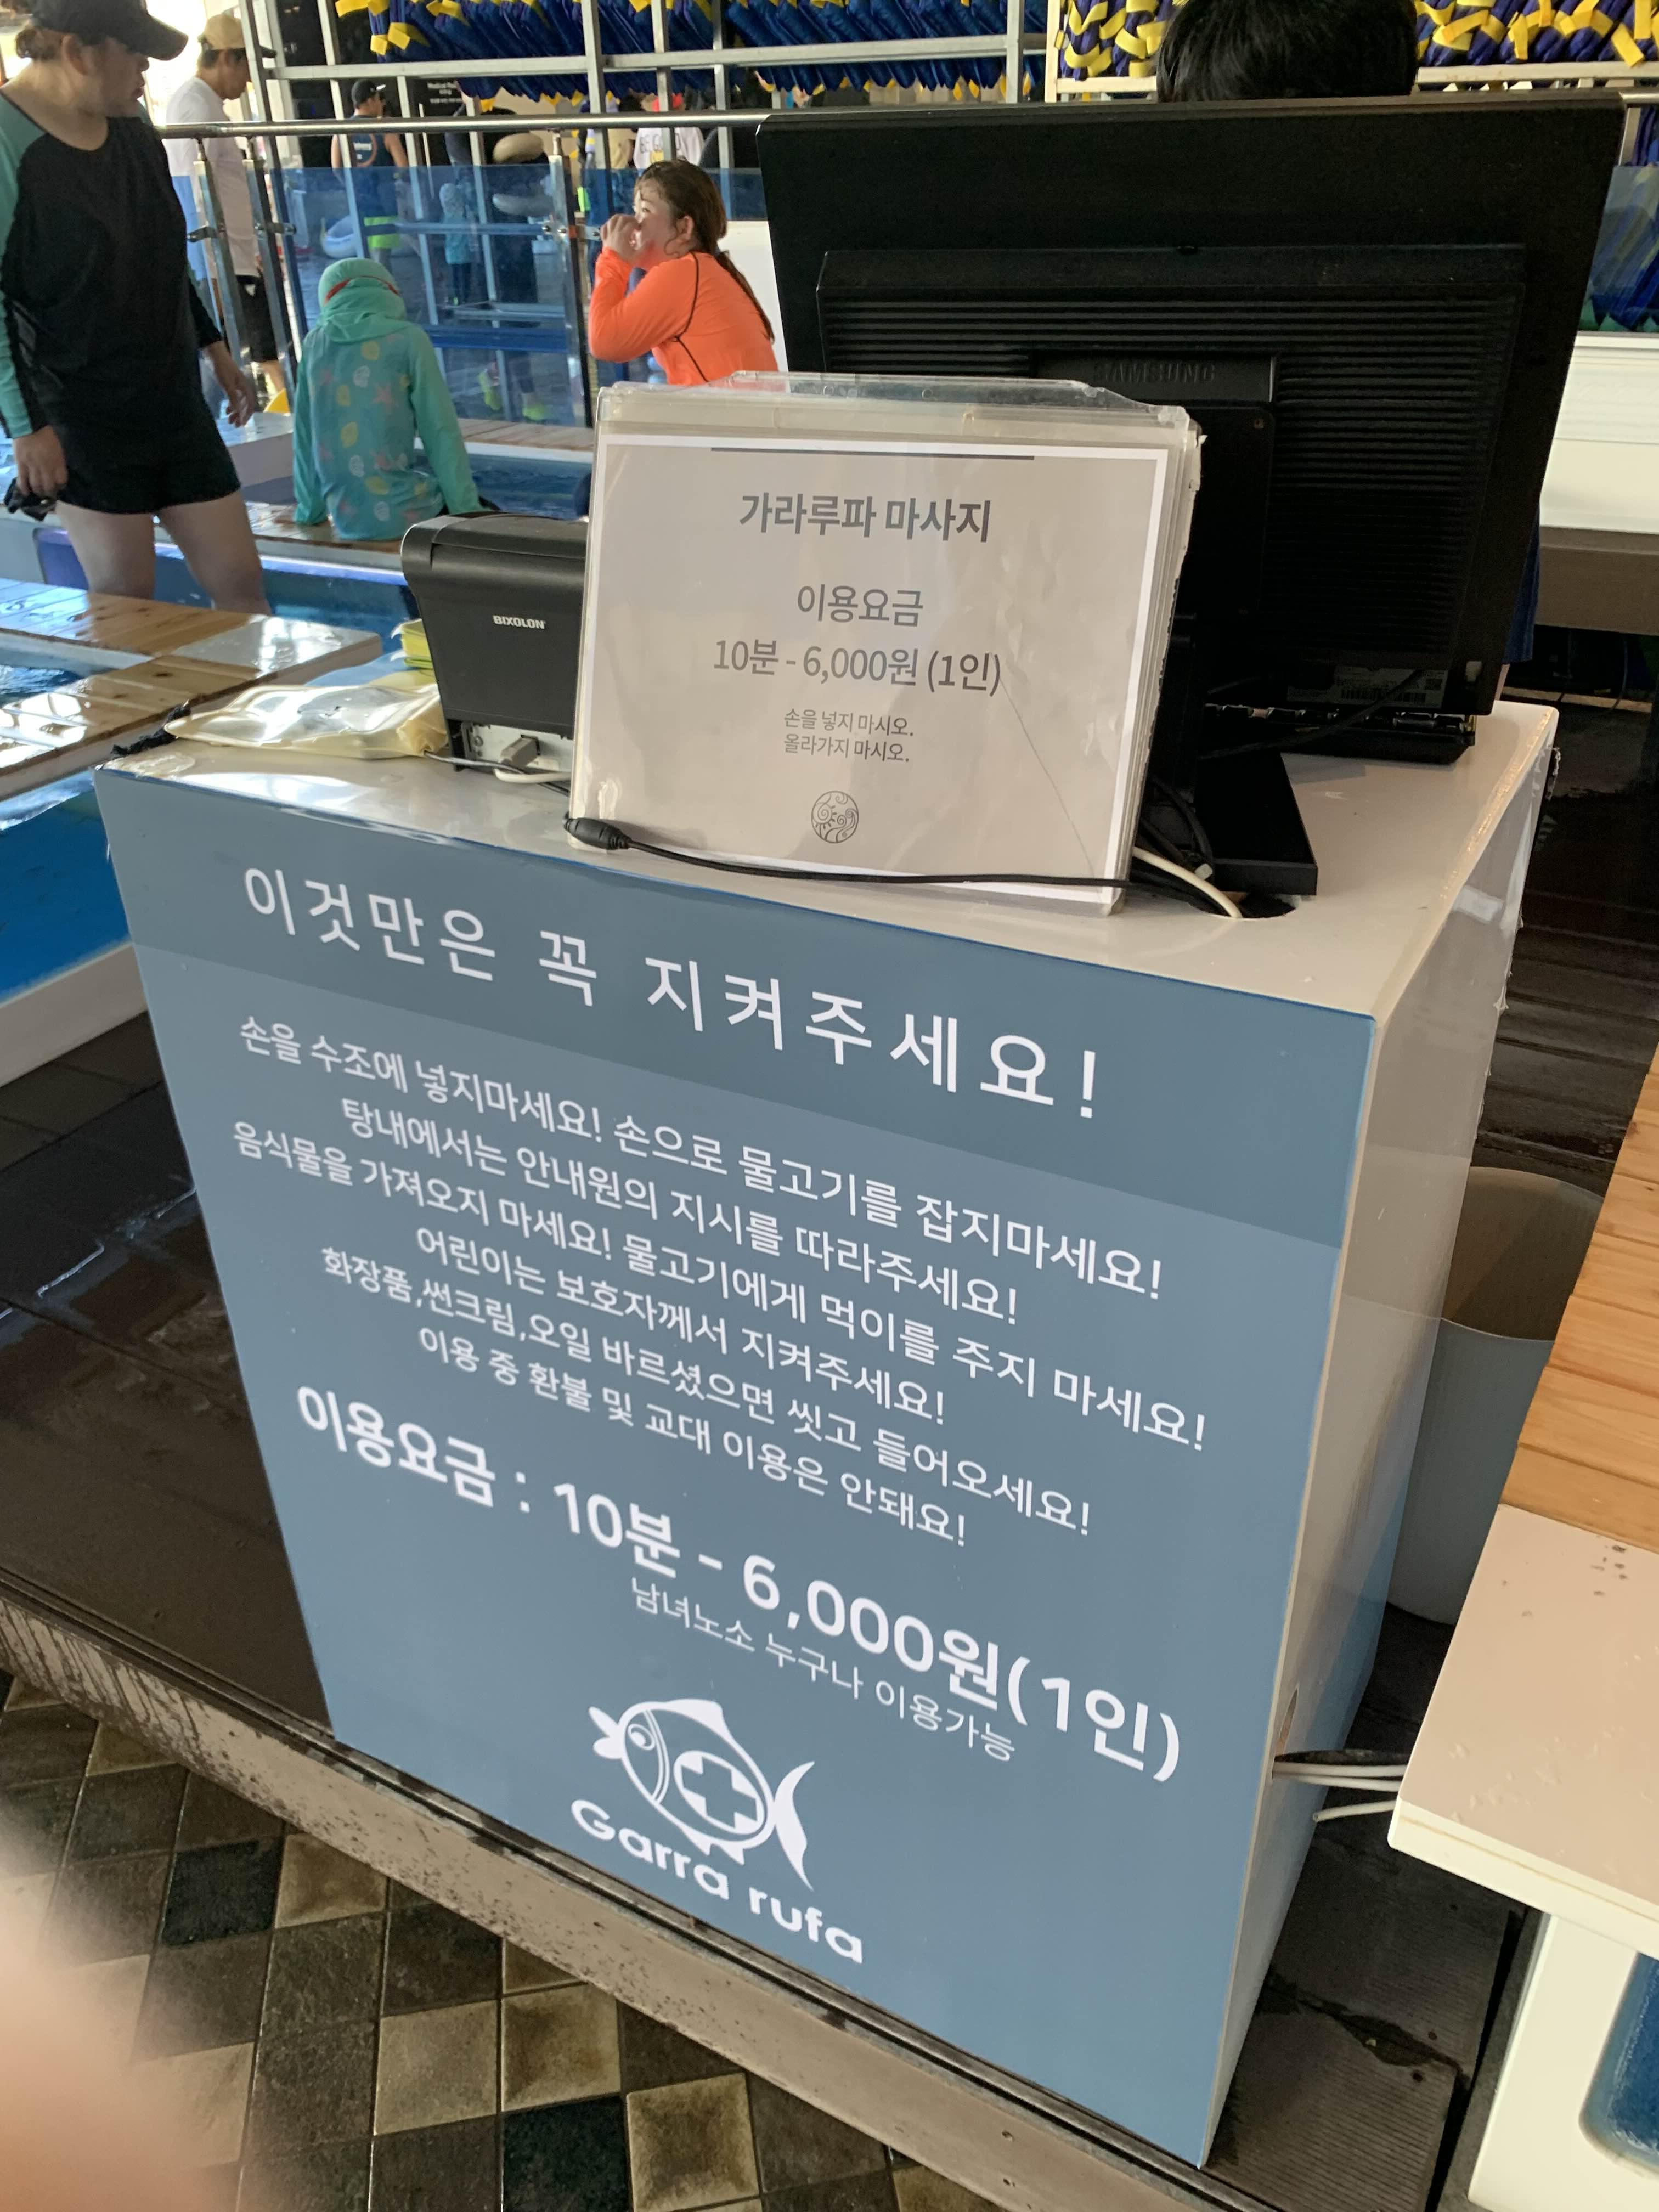 SAMSUNG
BIXOLON
가라루파 마사지
이용요금
10분 - 6,000원 (1인)
손을 넣지 마시오.
올라가지 마시오.
이것만은 꼭 지켜주세요!
손을 수조에 넣지마세요! 손으로 물고기를 잡지마세요!
탕내에서는 안내원의 지시를 따라주세요!
음식물을 가져오지 마세요! 물고기에게 먹이를 주지 마세요!
어린이는 보호자께서 지켜주세요!
화장품,썬크림,오일 바르셨으면 씻고 들어오세요!
이용 중 환불 및 교대 이용은 안돼요!
이용요금 : 10분 - 6,000원(1인)
남녀노소 누구나 이용가능
Garra rufa